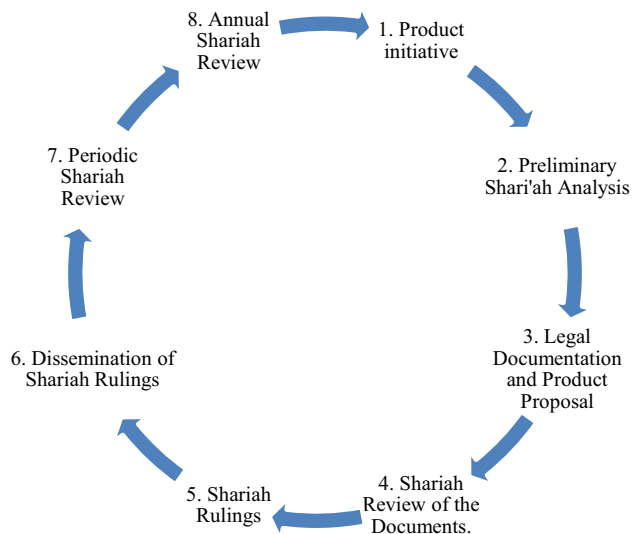 1. Product
initiative
2. Preliminary
Shari'ah Analysis
3. Legal
Documentation
and Product
Proposal
4. Shariah
Review of the
Documents.
5. Shariah
Rulings
6. Dissemination of
Shariah Rulings
7. Periodic
Shariah
Review
8. Annual
Shariah
Review